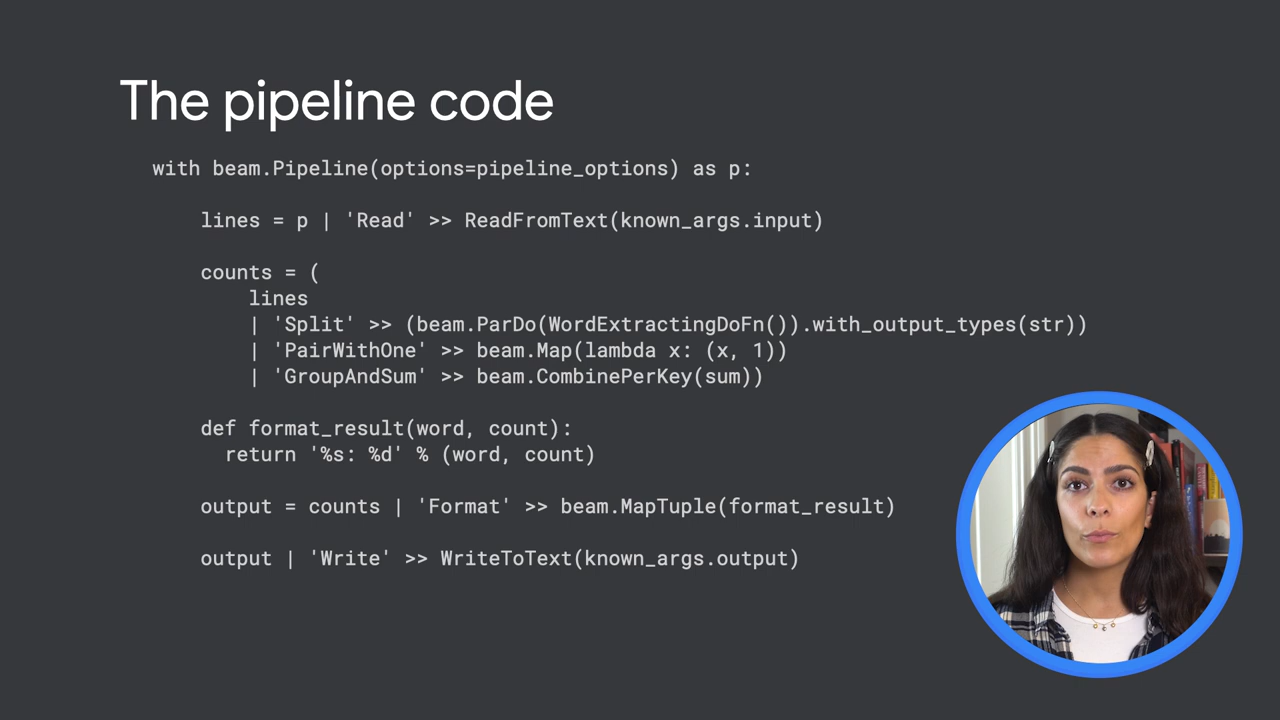 The pipeline code
with beam.Pipeline(options=pipeline_options) as p:
lines = p | 'Read' >> ReadFromText(known_args.input)
counts = (
lines
| 'Split' >> (beam.ParDo(WordExtractingDoFn()).with_output_types(str))
| 'PairWithOne' >> beam.Map(lambda x: (x, 1))
| 'GroupAndSum' >> beam.CombinePerKey(sum))
def format_result(word, count):
return '%s: %d' % (word, count)
output = counts | 'Format' >> beam.MapTuple(format_result)
output | 'Write' >> WriteToText(known_args.output)